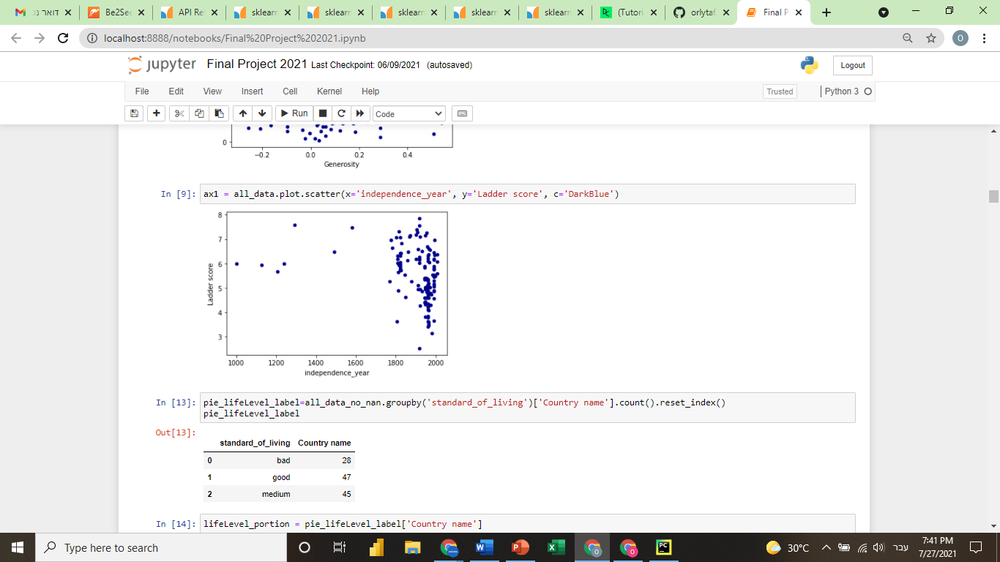 דואר נכ
Be2See
API Re
sklearn
sklearn
sklearn
sklearn
sklearn
(Tutori
orlytaf
Final P
localhost:8888/notebooks/Final%20Project%202021.ipynb
O
jupyter Final Project 2021 Last Checkpoint: 06/09/2021 (autosaved)
Logout
File Edit View Insert Cell Kernel Help
Trusted
Python 3
Run
Code
0
−0.2 0.0 0.2 0.4
Generosity
In [9]: ax1 = all_data.plot.scatter(x='independence_year', y='Ladder score', c='DarkBlue')
8
7
6
5
4
3
Ladder score
1000 1200 1400 1600 1800 2000
independence_year
In [13]: pie_lifeLevel_label=all_data_no_nan.groupby('standard_of_living')['Country name'].count().reset_index()
pie_lifeLevel_label
Out[13]:
standard_of_living Country name
0 bad 28
1 good 47
2 medium 45
In [14]: lifeLevel_portion = pie_lifeLevel_label['Country name']
Type here to search
30°C
עבר
7:41 PM
7/27/2021